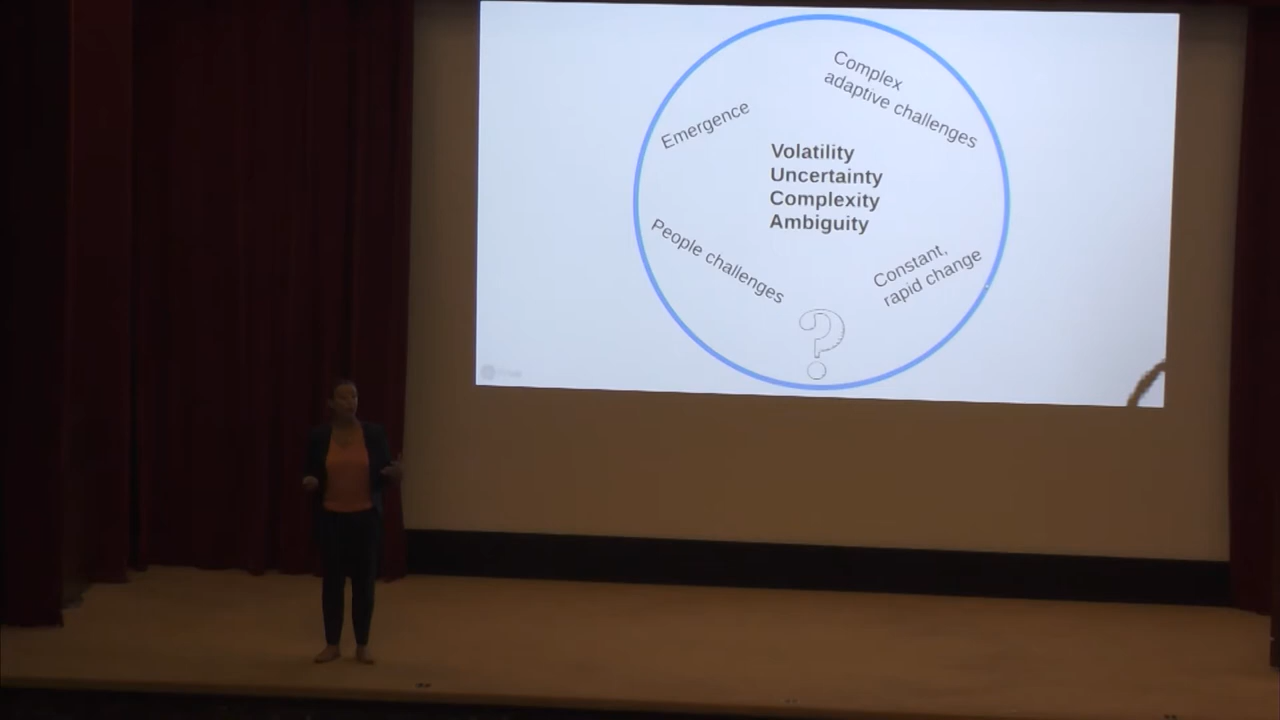 Complex
adaptive challenges
Emergence
Volatility
Uncertainty
Complexity
Ambiguity
People challenges
Constant,
rapid change
?